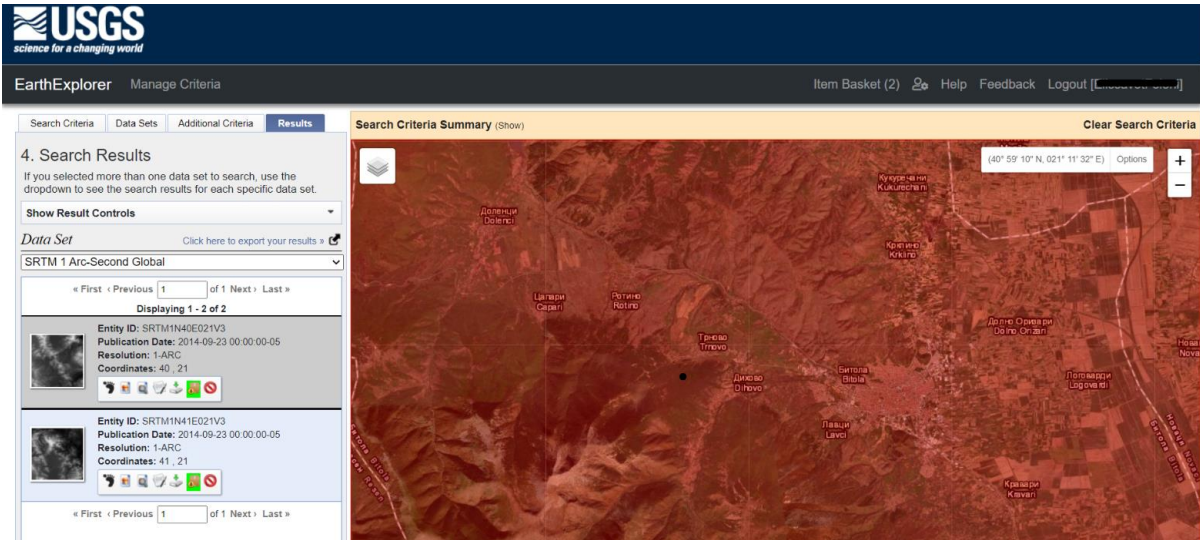 USGS
science for a changing world
EarthExplorer Manage Criteria Item Basket (2) Help Feedback Logout [
Search Criteria Data Sets Additional Criteria Results
4. Search Results
If you selected more than one data set to search, use the
dropdown to see the search results for each specific data set.
Show Result Controls
Data Set Click here to export your results »
SRTM 1 Arc-Second Global
« First ‹ Previous 1 of 1 Next › Last »
Displaying 1 - 2 of 2
Entity ID: SRTM1N40E021V3
Publication Date: 2014-09-23 00:00:00-05
Resolution: 1-ARC
Coordinates: 40 , 21
Entity ID: SRTM1N41E021V3
Publication Date: 2014-09-23 00:00:00-05
Resolution: 1-ARC
Coordinates: 41 , 21
« First ‹ Previous 1 of 1 Next › Last »
Search Criteria Summary (Show) Clear Search Criteria
(40° 59' 10" N, 021° 11' 32" E) Options
+
−
Кукуречани
Kukurechani
Доленци
Dolenci
Крклино
Krklino
Цапари
Capari
Ротино
Rotino
Трново
Trnovo
Долно Оризари
Dolno Orizari
Нова
Nova
Дихово
Dihovo
Битола
Bitola
Логоварди
Logovardi
Лавци
Lavci
Кравари
Kravari
Битола Bitola
Resen
Битола Bitola